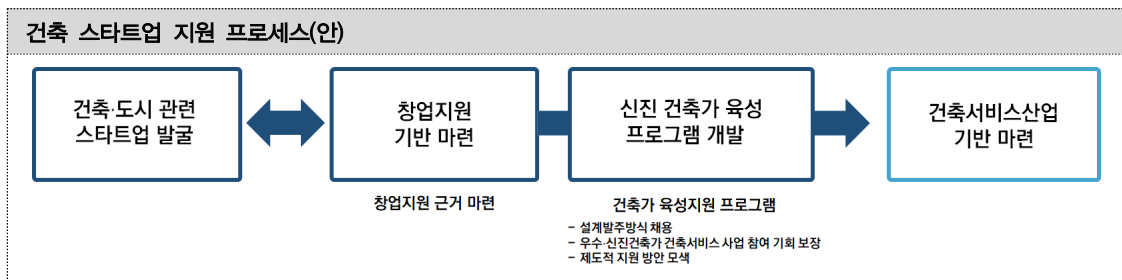 건축 스타트업 지원 프로세스(안)
건축·도시 관련
스타트업 발굴
창업지원
기반 마련
신진 건축가 육성
프로그램 개발
건축서비스산업
기반 마련
창업지원 근거 마련
건축가 육성지원 프로그램
- 설계발주방식 채용
- 우수·신진건축가 건축서비스 사업 참여 기회 보장
- 제도적 지원 방안 모색